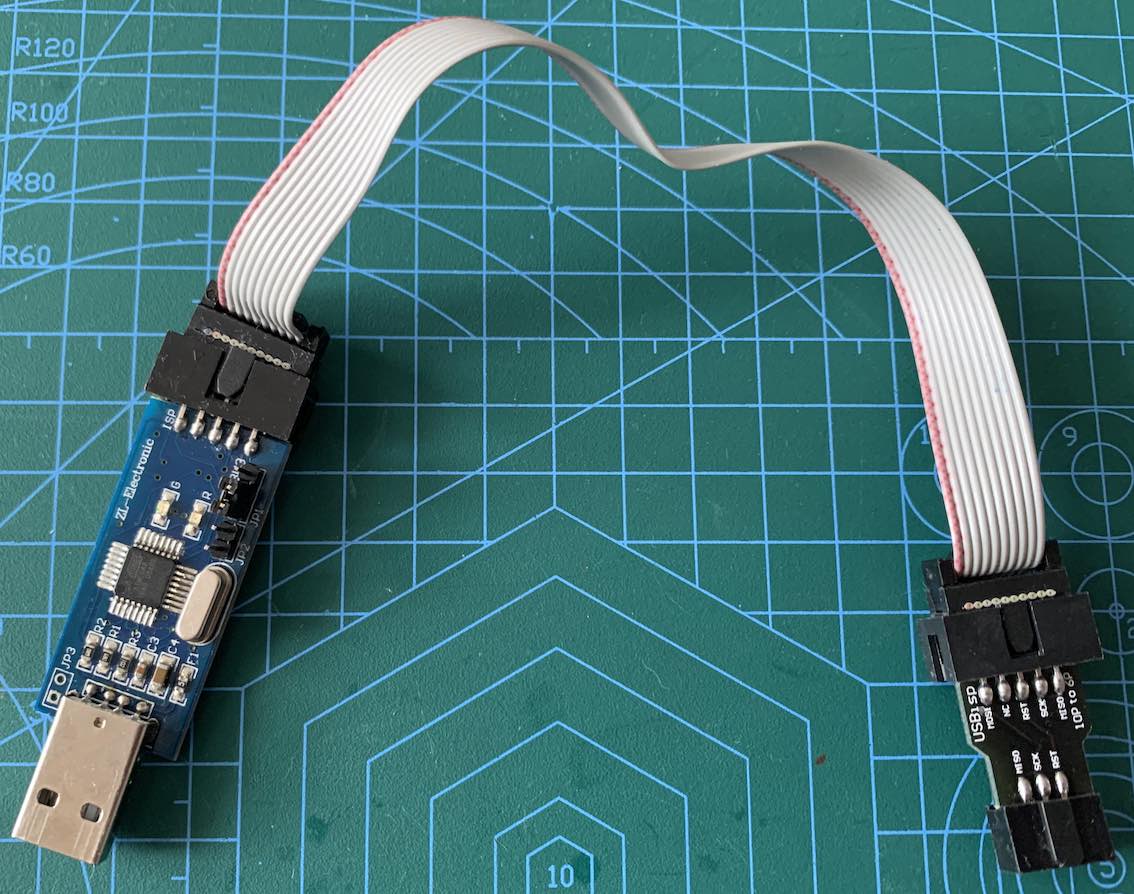 R120
R100
R80
R60
9
ISP
ZL-Electronic
G
R
JP1
JP2
R2
R1
R3
C3
C4
F1
JP3
USBisp
MOSI
NC
RST
SCK
MISO
10P to 6P
MISO
SCK
RST
10